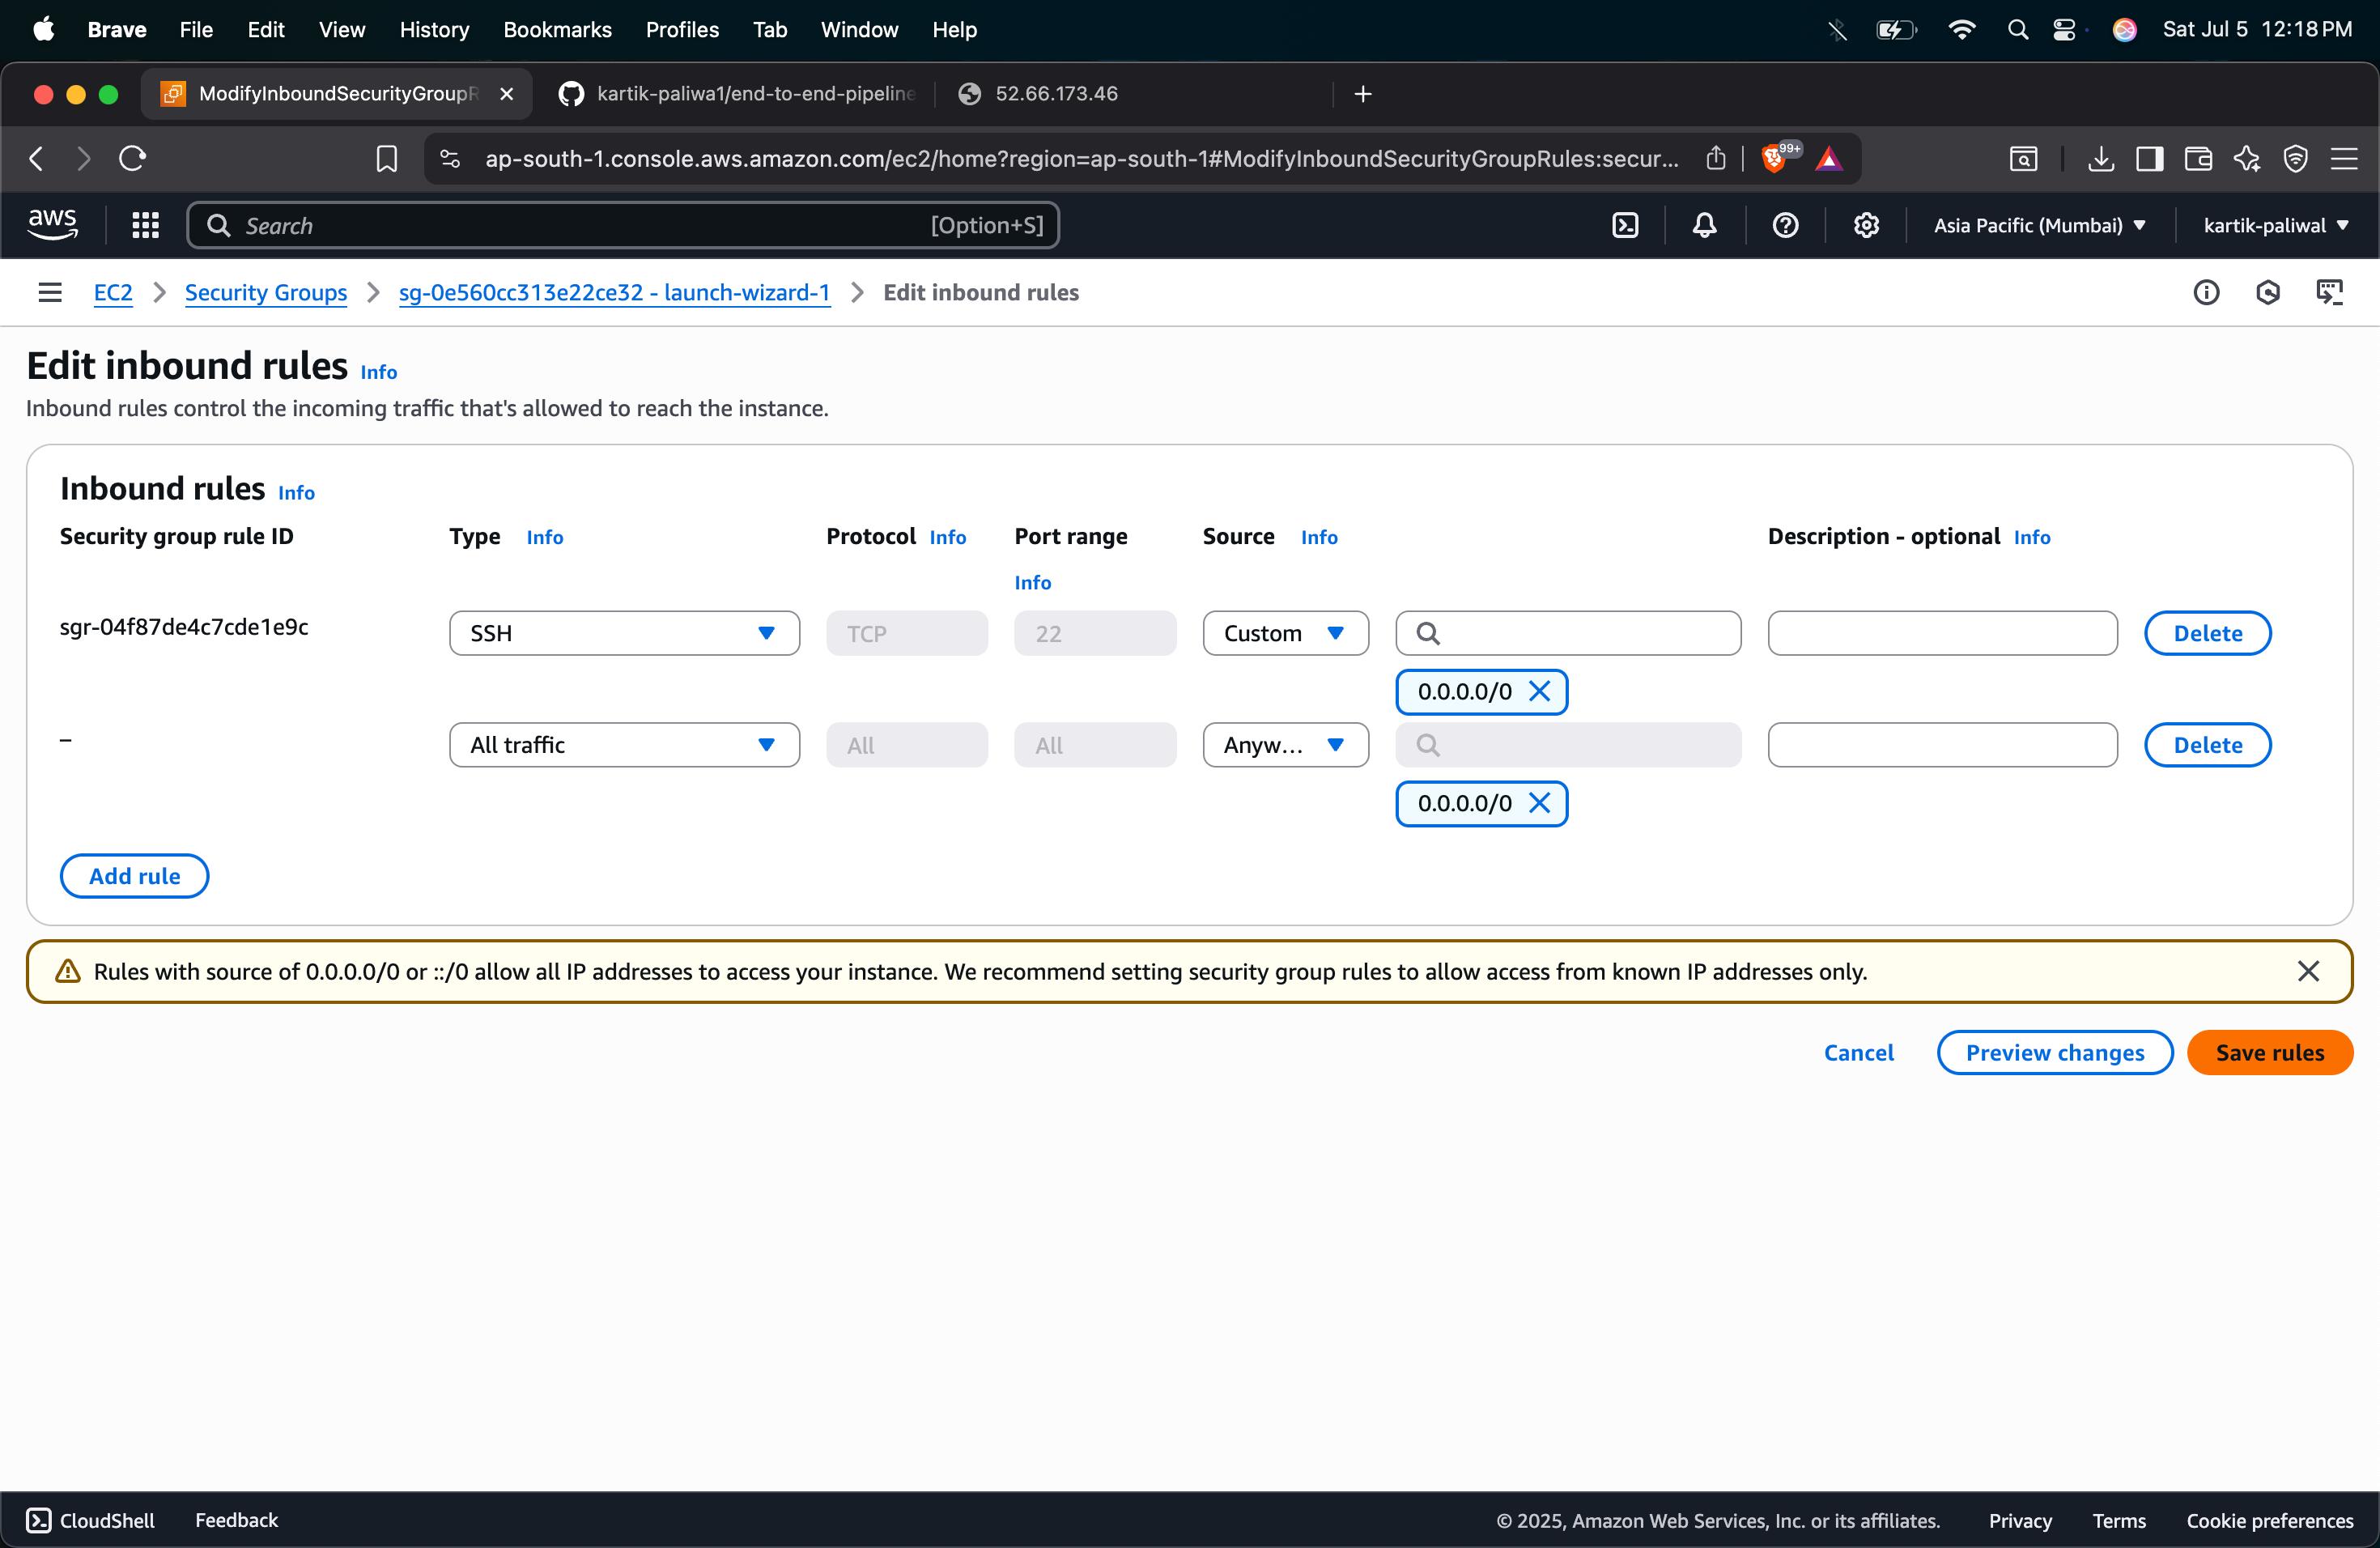 Brave File Edit View History Bookmarks Profiles Tab Window Help Sat Jul 5 12:18 PM
ModifyInboundSecurityGroupR kartik-paliwa1/end-to-end-pipeline 52.66.173.46
ap-south-1.console.aws.amazon.com/ec2/home?region=ap-south-1#ModifyInboundSecurityGroupRules:secur... 99+
aws Search [Option+S] Asia Pacific (Mumbai) kartik-paliwal
EC2 Security Groups sg-0e560cc313e22ce32 - launch-wizard-1 Edit inbound rules
Edit inbound rules Info
Inbound rules control the incoming traffic that's allowed to reach the instance.
Inbound rules Info
Security group rule ID Type Info Protocol Info Port range Source Info Description - optional Info
Info
sgr-04f87de4c7cde1e9c SSH TCP 22 Custom Delete
0.0.0.0/0
– All traffic All All Anyw... Delete
0.0.0.0/0
Add rule
Rules with source of 0.0.0.0/0 or ::/0 allow all IP addresses to access your instance. We recommend setting security group rules to allow access from known IP addresses only.
Cancel Preview changes Save rules
CloudShell Feedback © 2025, Amazon Web Services, Inc. or its affiliates. Privacy Terms Cookie preferences